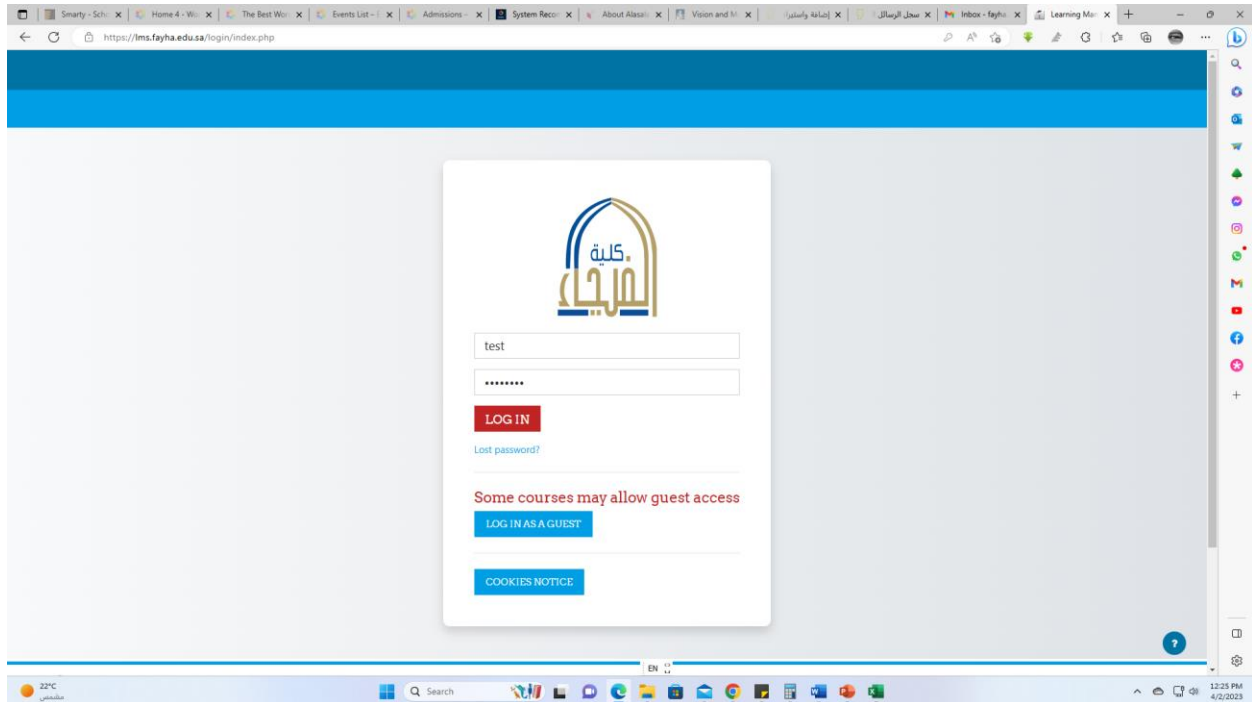 Smarty - Sch
Home 4 - Wo
The Best Wor
Events List –
Admissions –
System Recor
About Alasal
Vision and M
إضافة واستيرا
سجل الرسائل
Inbox - fayha
Learning Mar
https://lms.fayha.edu.sa/login/index.php
كلية
الفيحاء
test
LOG IN
Lost password?
Some courses may allow guest access
LOG IN AS A GUEST
COOKIES NOTICE
?
EN
22°C
مشمس
Search
12:25 PM
4/2/2023